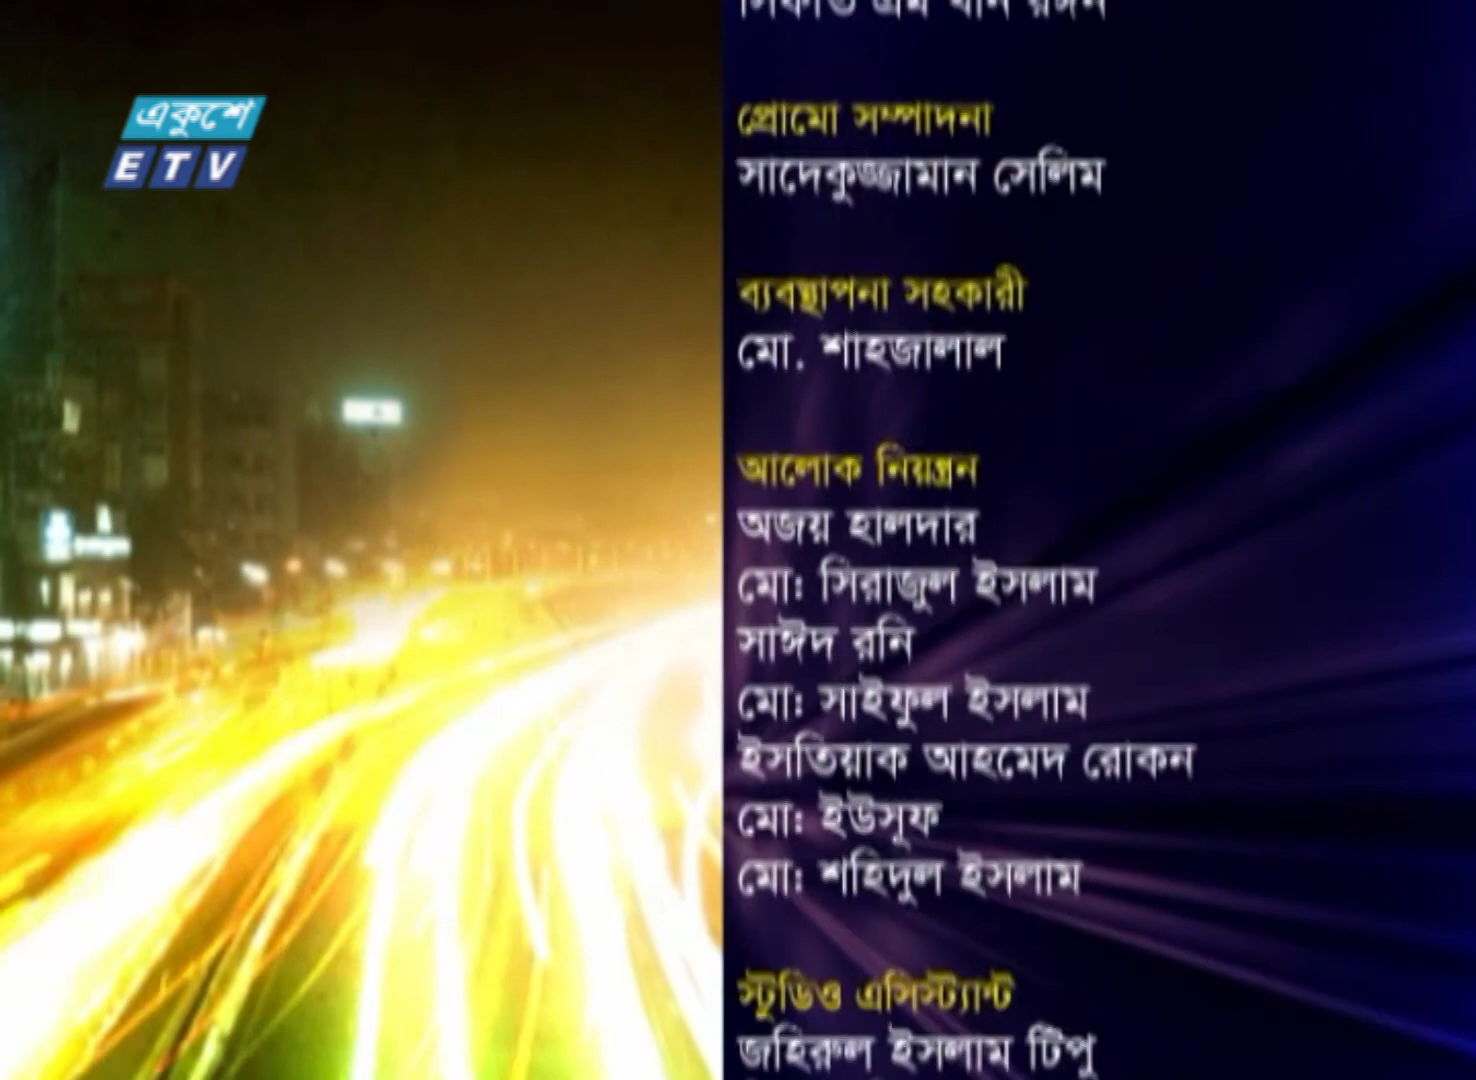 একুশে
ETV
প্রোমো সম্পাদনা
সাদেকুজ্জামান সেলিম
ব্যবস্থাপনা সহকারী
মো. শাহজালাল
আলোক নিয়ন্ত্রন
অজয় হালদার
মো: সিরাজুল ইসলাম
সাঈদ রনি
মো: সাইফুল ইসলাম
ইসতিয়াক আহমেদ রোকন
মো: ইউসূফ
মো: শহিদুল ইসলাম
স্টুডিও এসিস্ট্যান্ট
জহিরুল ইসলাম টিপু